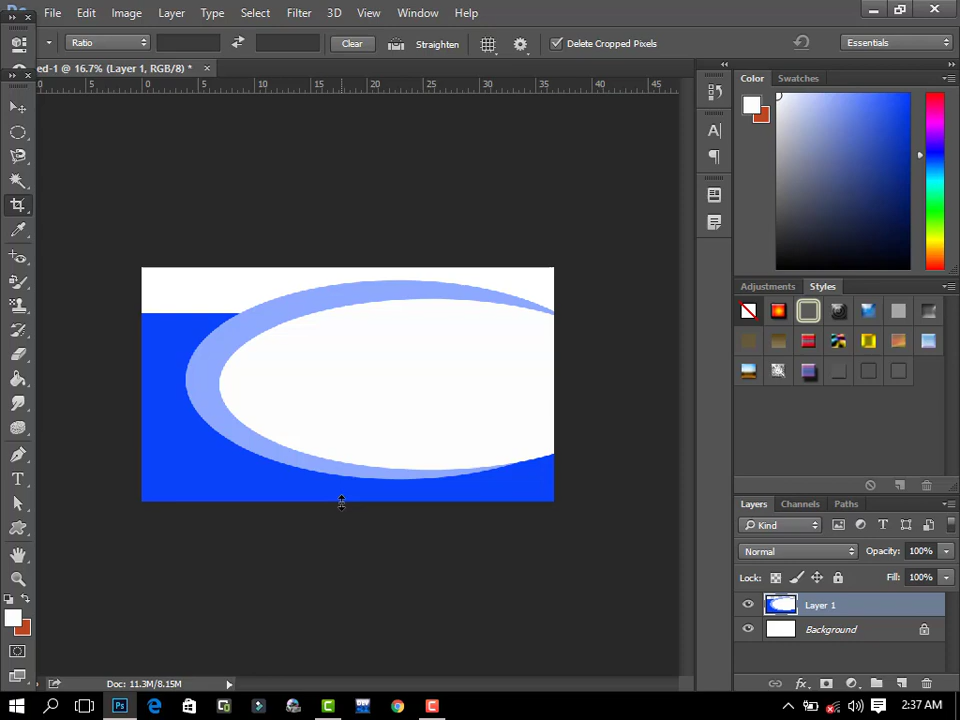 File Edit Image Layer Type Select Filter 3D View Window Help
Ratio Clear Straighten Delete Cropped Pixels Essentials
ed-1 @ 16.7% (Layer 1, RGB/8) *
5 0 5 10 15 20 25 30 35 40 45
Color Swatches
Adjustments Styles
Layers Channels Paths
Kind
Normal Opacity: 100%
Lock: Fill: 100%
Layer 1
Background
Doc: 11.3M/8.15M
2:37 AM